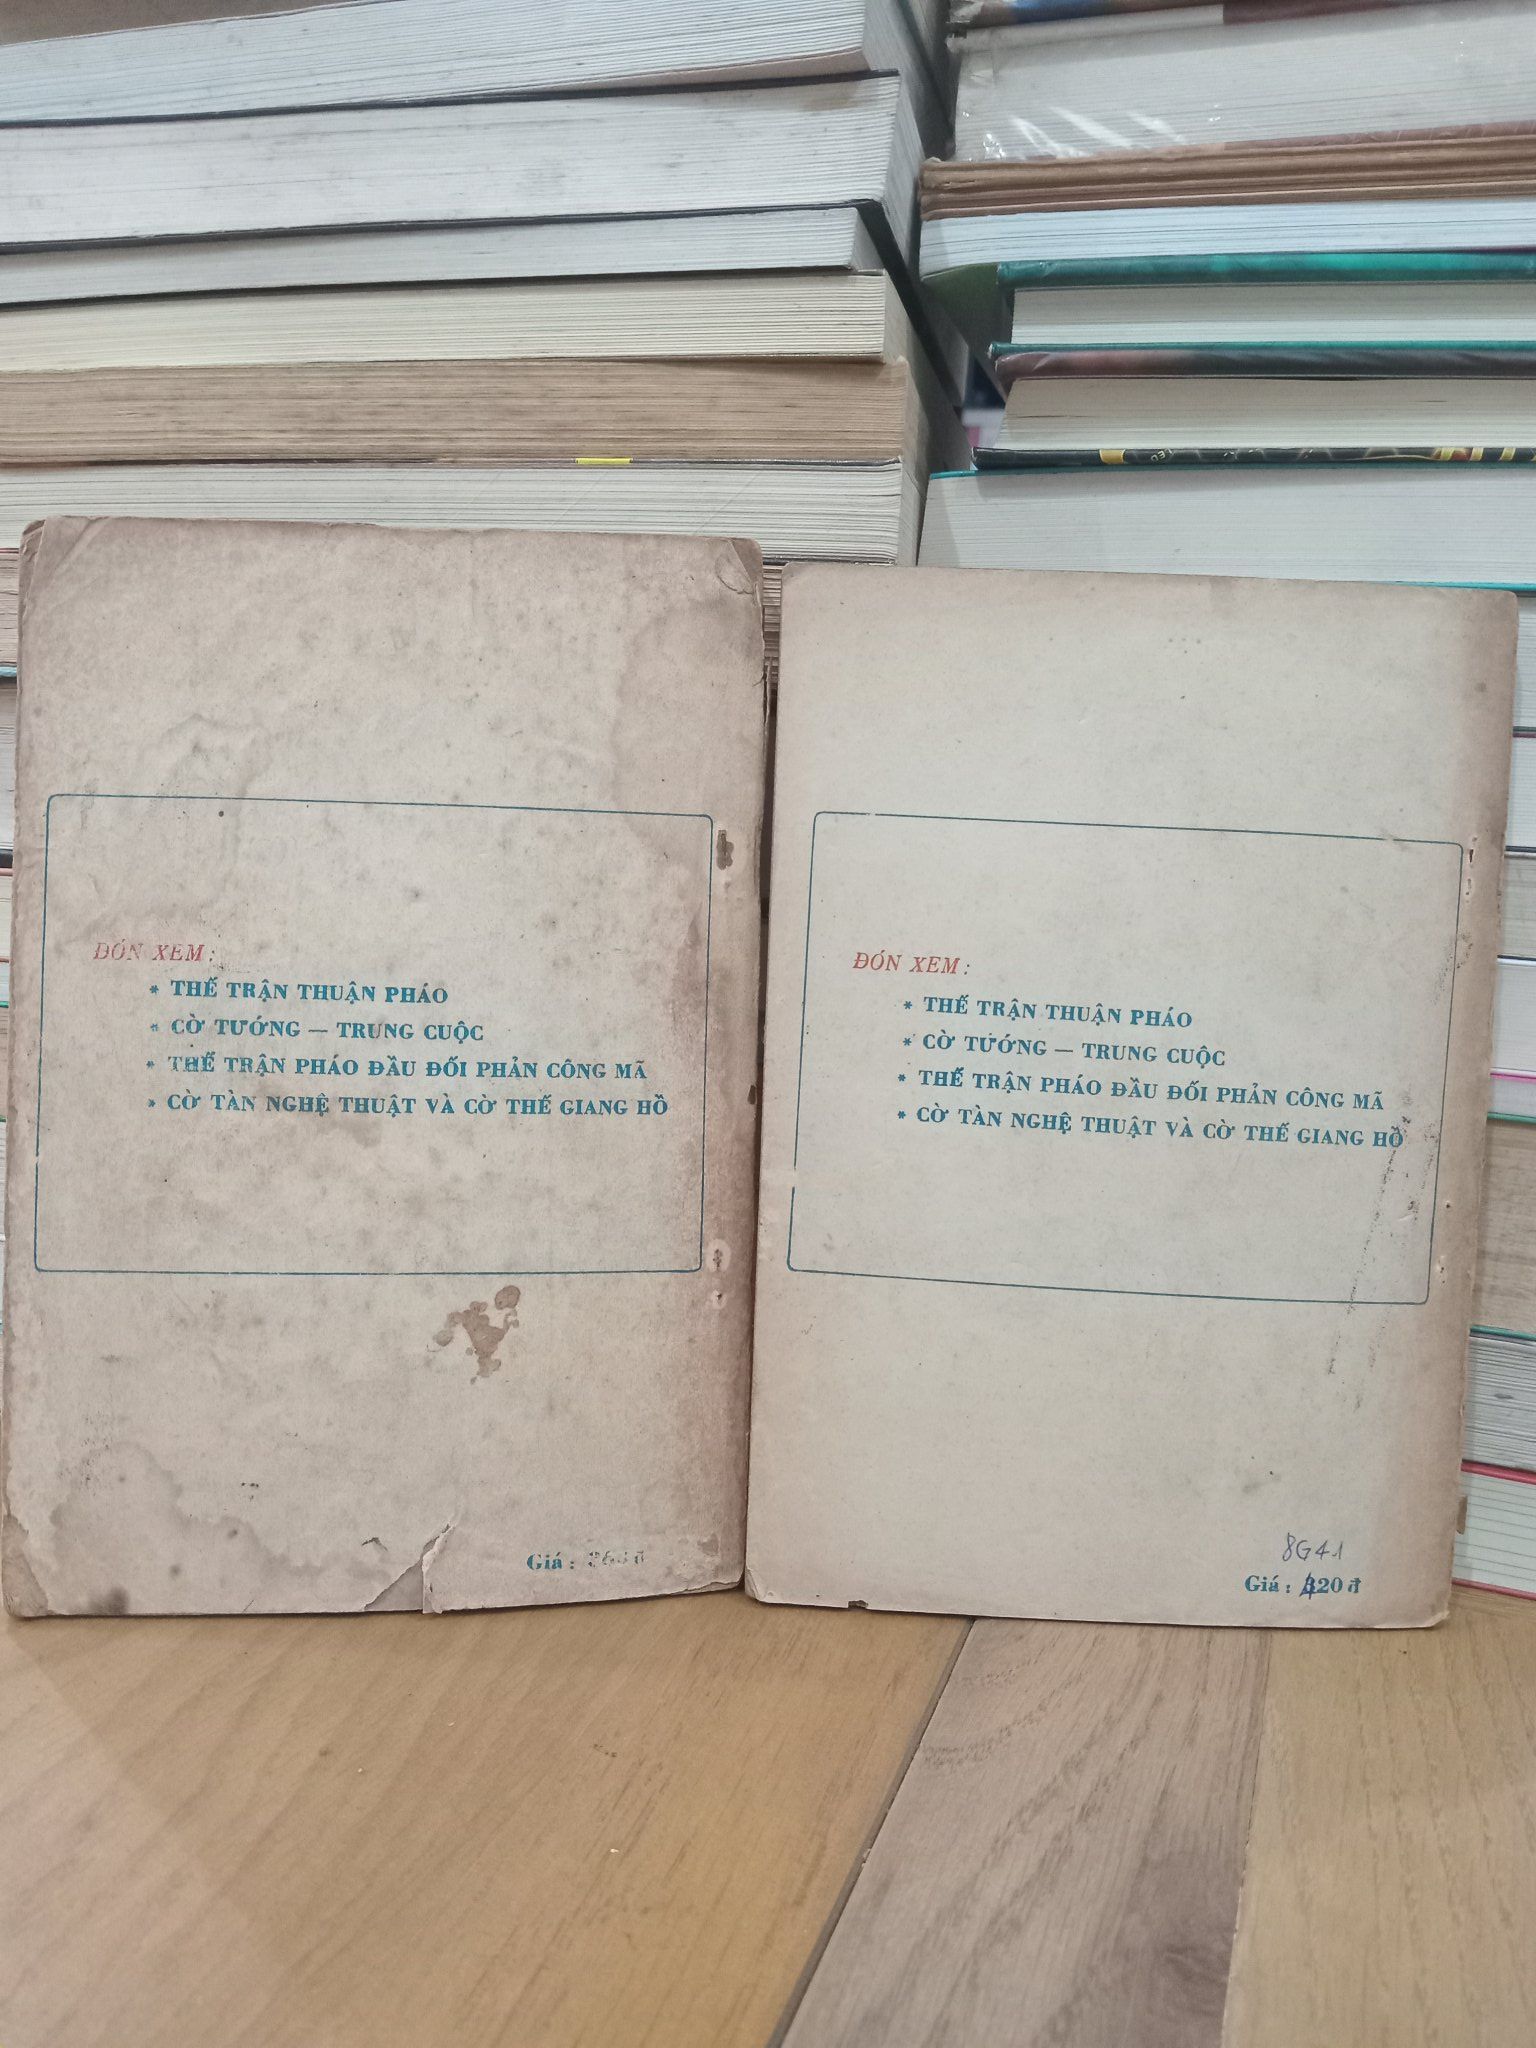 ĐÓN XEM:
* THẾ TRẬN THUẬN PHÁO
* CỜ TƯỚNG — TRUNG CUỘC
* THẾ TRẬN PHÁO ĐẦU ĐỐI PHẢN CÔNG MÃ
* CỜ TÀN NGHỆ THUẬT VÀ CỜ THẾ GIANG HỒ
Giá :
ĐÓN XEM:
* THẾ TRẬN THUẬN PHÁO
* CỜ TƯỚNG — TRUNG CUỘC
* THẾ TRẬN PHÁO ĐẦU ĐỐI PHẢN CÔNG MÃ
* CỜ TÀN NGHỆ THUẬT VÀ CỜ THẾ GIANG HỒ
8G41
Giá : 420 đ